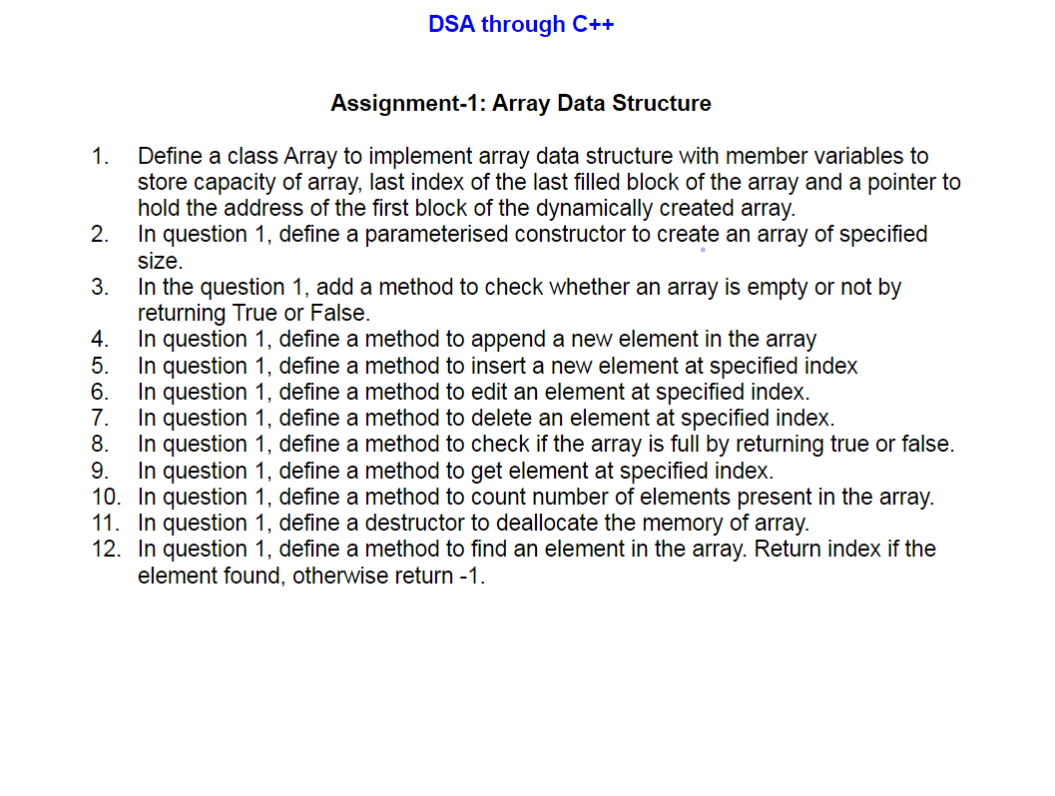 DSA through C++
Assignment-1: Array Data Structure
1. Define a class Array to implement array data structure with member variables to
store capacity of array, last index of the last filled block of the array and a pointer to
hold the address of the first block of the dynamically created array.
2. In question 1, define a parameterised constructor to create an array of specified
size.
3. In the question 1, add a method to check whether an array is empty or not by
returning True or False.
4. In question 1, define a method to append a new element in the array
5. In question 1, define a method to insert a new element at specified index
6. In question 1, define a method to edit an element at specified index.
7. In question 1, define a method to delete an element at specified index.
8. In question 1, define a method to check if the array is full by returning true or false.
9. In question 1, define a method to get element at specified index.
10. In question 1, define a method to count number of elements present in the array.
11. In question 1, define a destructor to deallocate the memory of array.
12. In question 1, define a method to find an element in the array. Return index if the
element found, otherwise return -1.